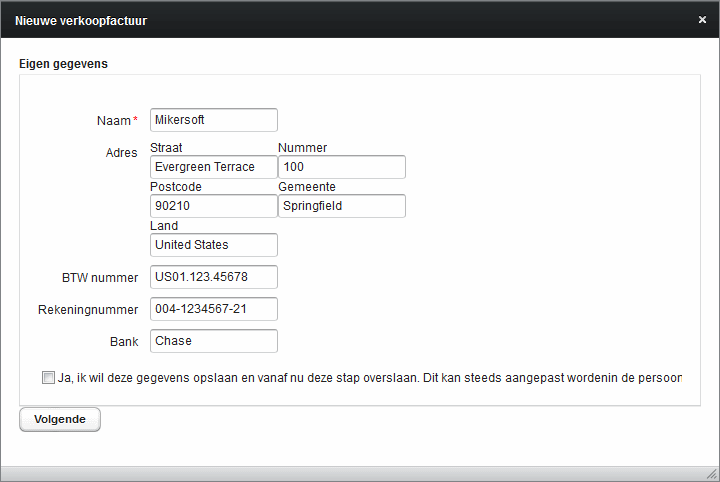 Nieuwe verkoopfactuur
Eigen gegevens
Naam * Mikersoft
Adres Straat Nummer
Evergreen Terrace 100
Postcode Gemeente
90210 Springfield
Land
United States
BTW nummer US01.123.45678
Rekeningnummer 004-1234567-21
Bank Chase
Ja, ik wil deze gegevens opslaan en vanaf nu deze stap overslaan. Dit kan steeds aangepast wordenin de persoon
Volgende